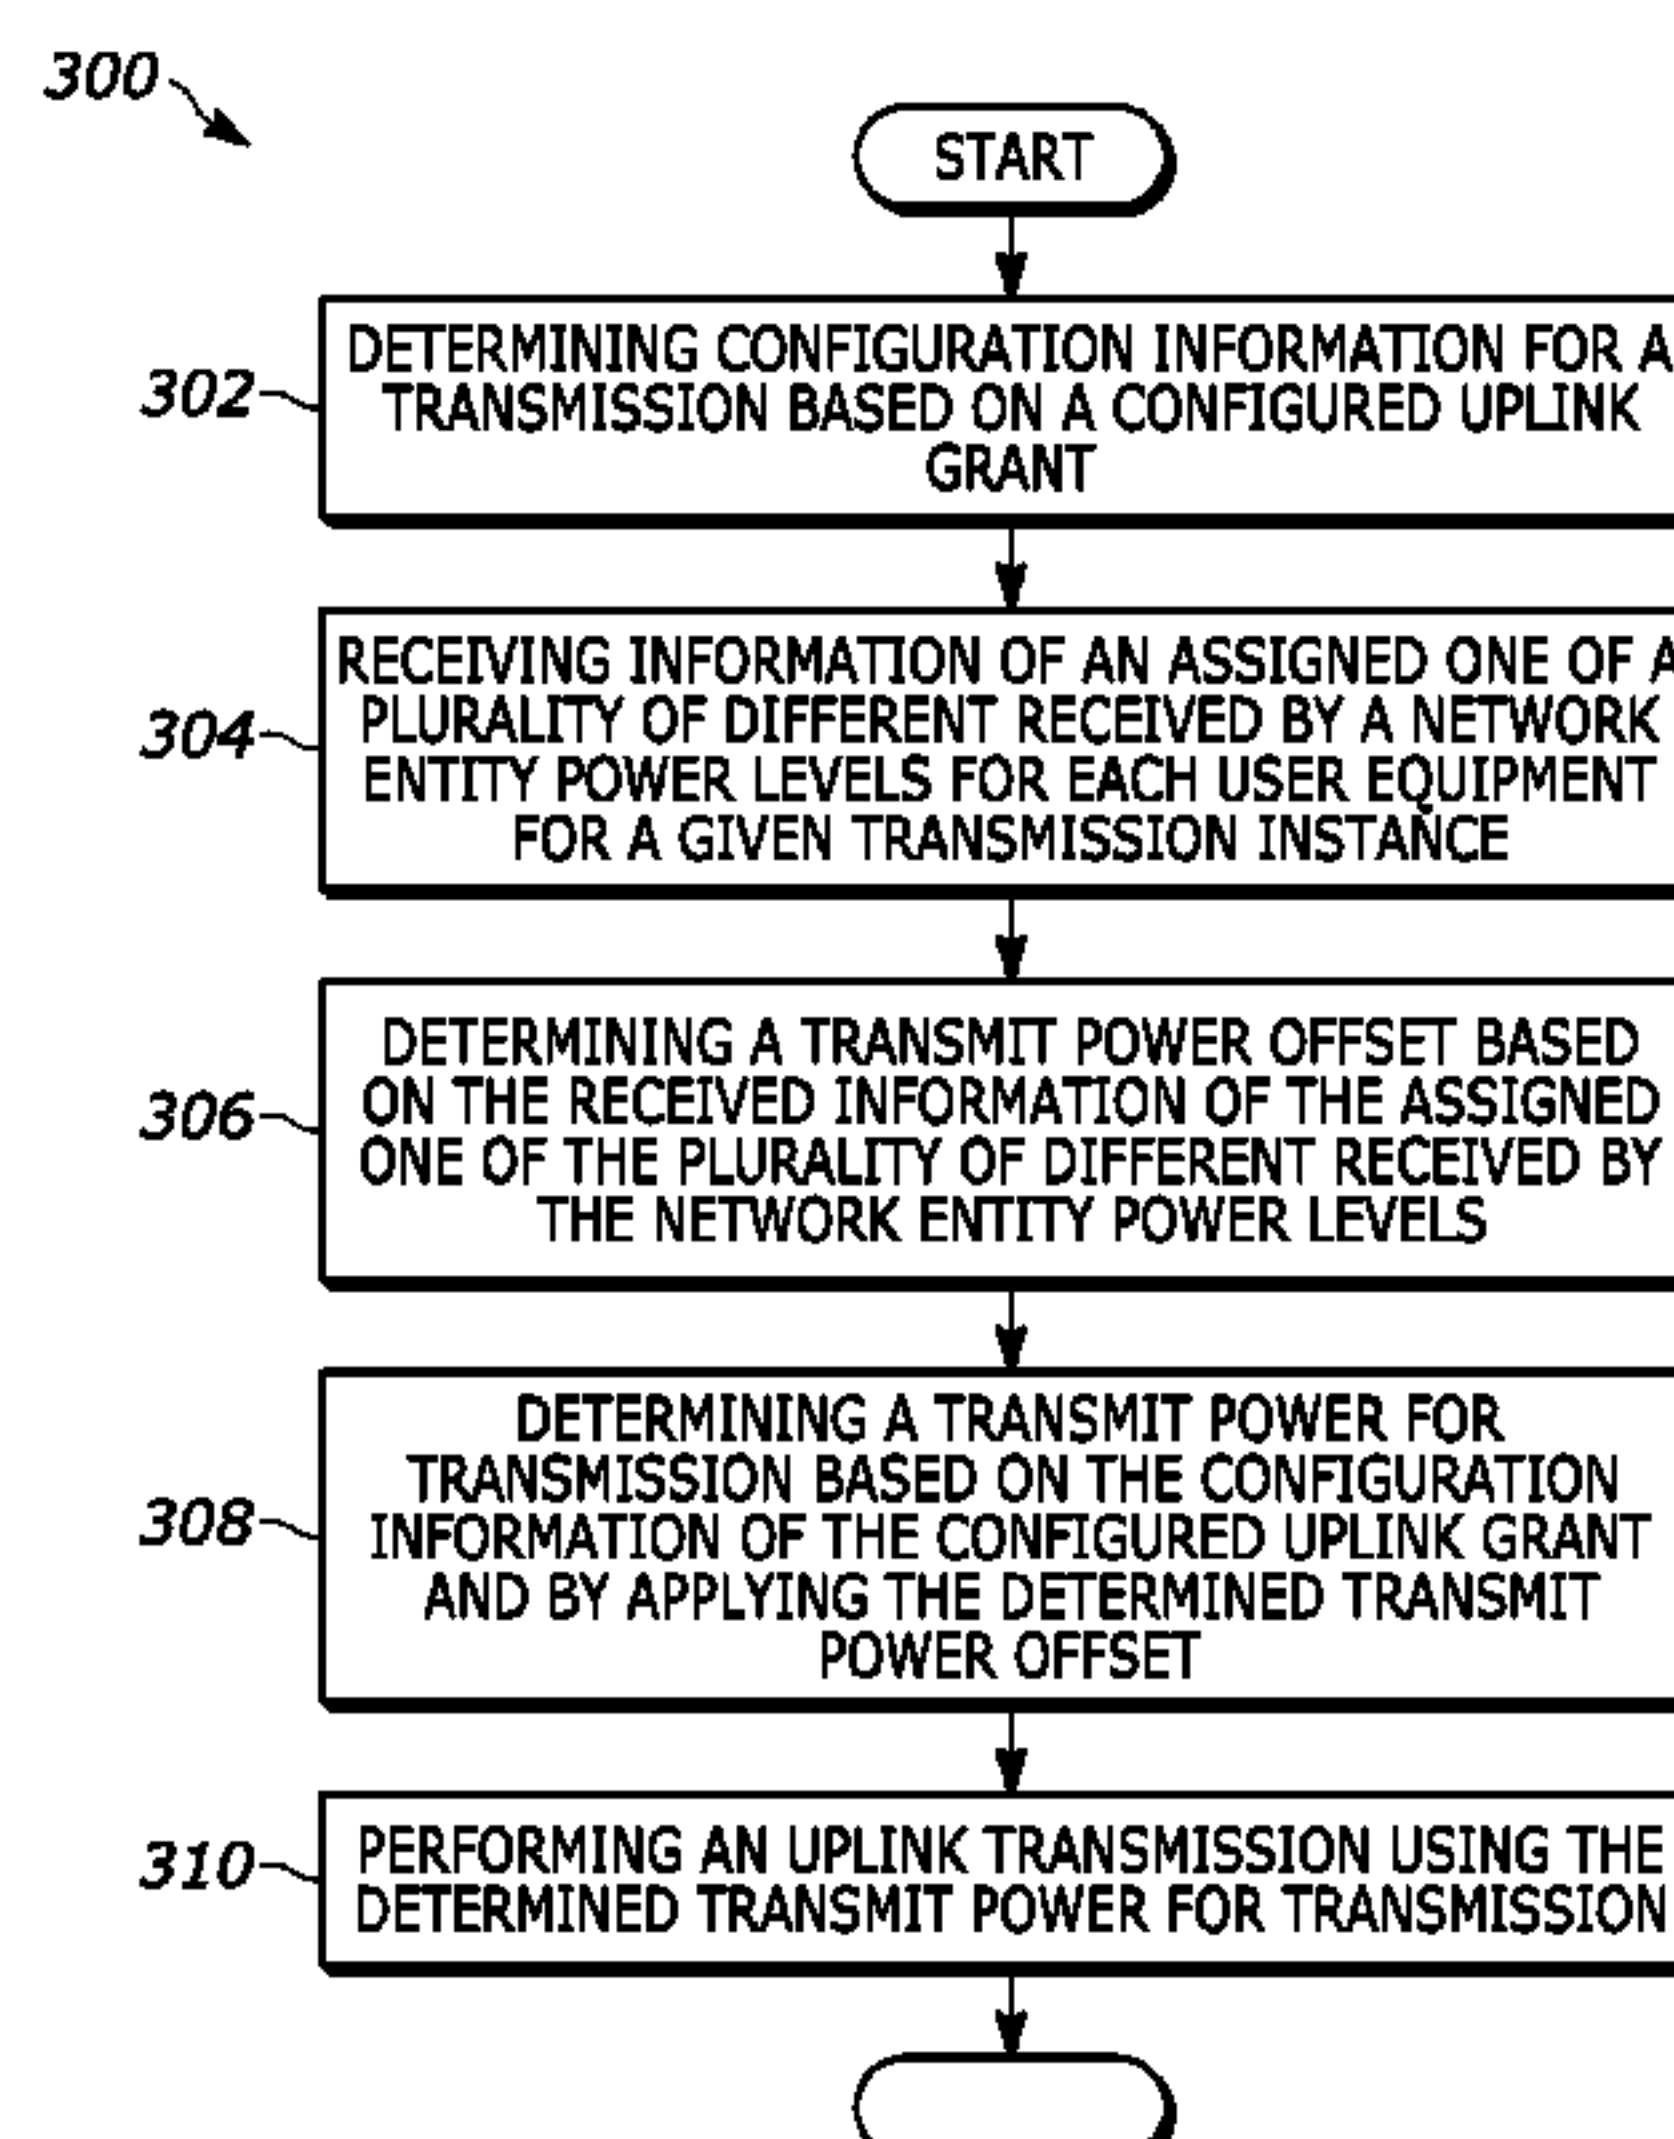 300
START
302
DETERMINING CONFIGURATION INFORMATION FOR A
TRANSMISSION BASED ON A CONFIGURED UPLINK
GRANT
304
RECEIVING INFORMATION OF AN ASSIGNED ONE OF A
PLURALITY OF DIFFERENT RECEIVED BY A NETWORK
ENTITY POWER LEVELS FOR EACH USER EQUIPMENT
FOR A GIVEN TRANSMISSION INSTANCE
306
DETERMINING A TRANSMIT POWER OFFSET BASED
ON THE RECEIVED INFORMATION OF THE ASSIGNED
ONE OF THE PLURALITY OF DIFFERENT RECEIVED BY
THE NETWORK ENTITY POWER LEVELS
308
DETERMINING A TRANSMIT POWER FOR
TRANSMISSION BASED ON THE CONFIGURATION
INFORMATION OF THE CONFIGURED UPLINK GRANT
AND BY APPLYING THE DETERMINED TRANSMIT
POWER OFFSET
310
PERFORMING AN UPLINK TRANSMISSION USING THE
DETERMINED TRANSMIT POWER FOR TRANSMISSION